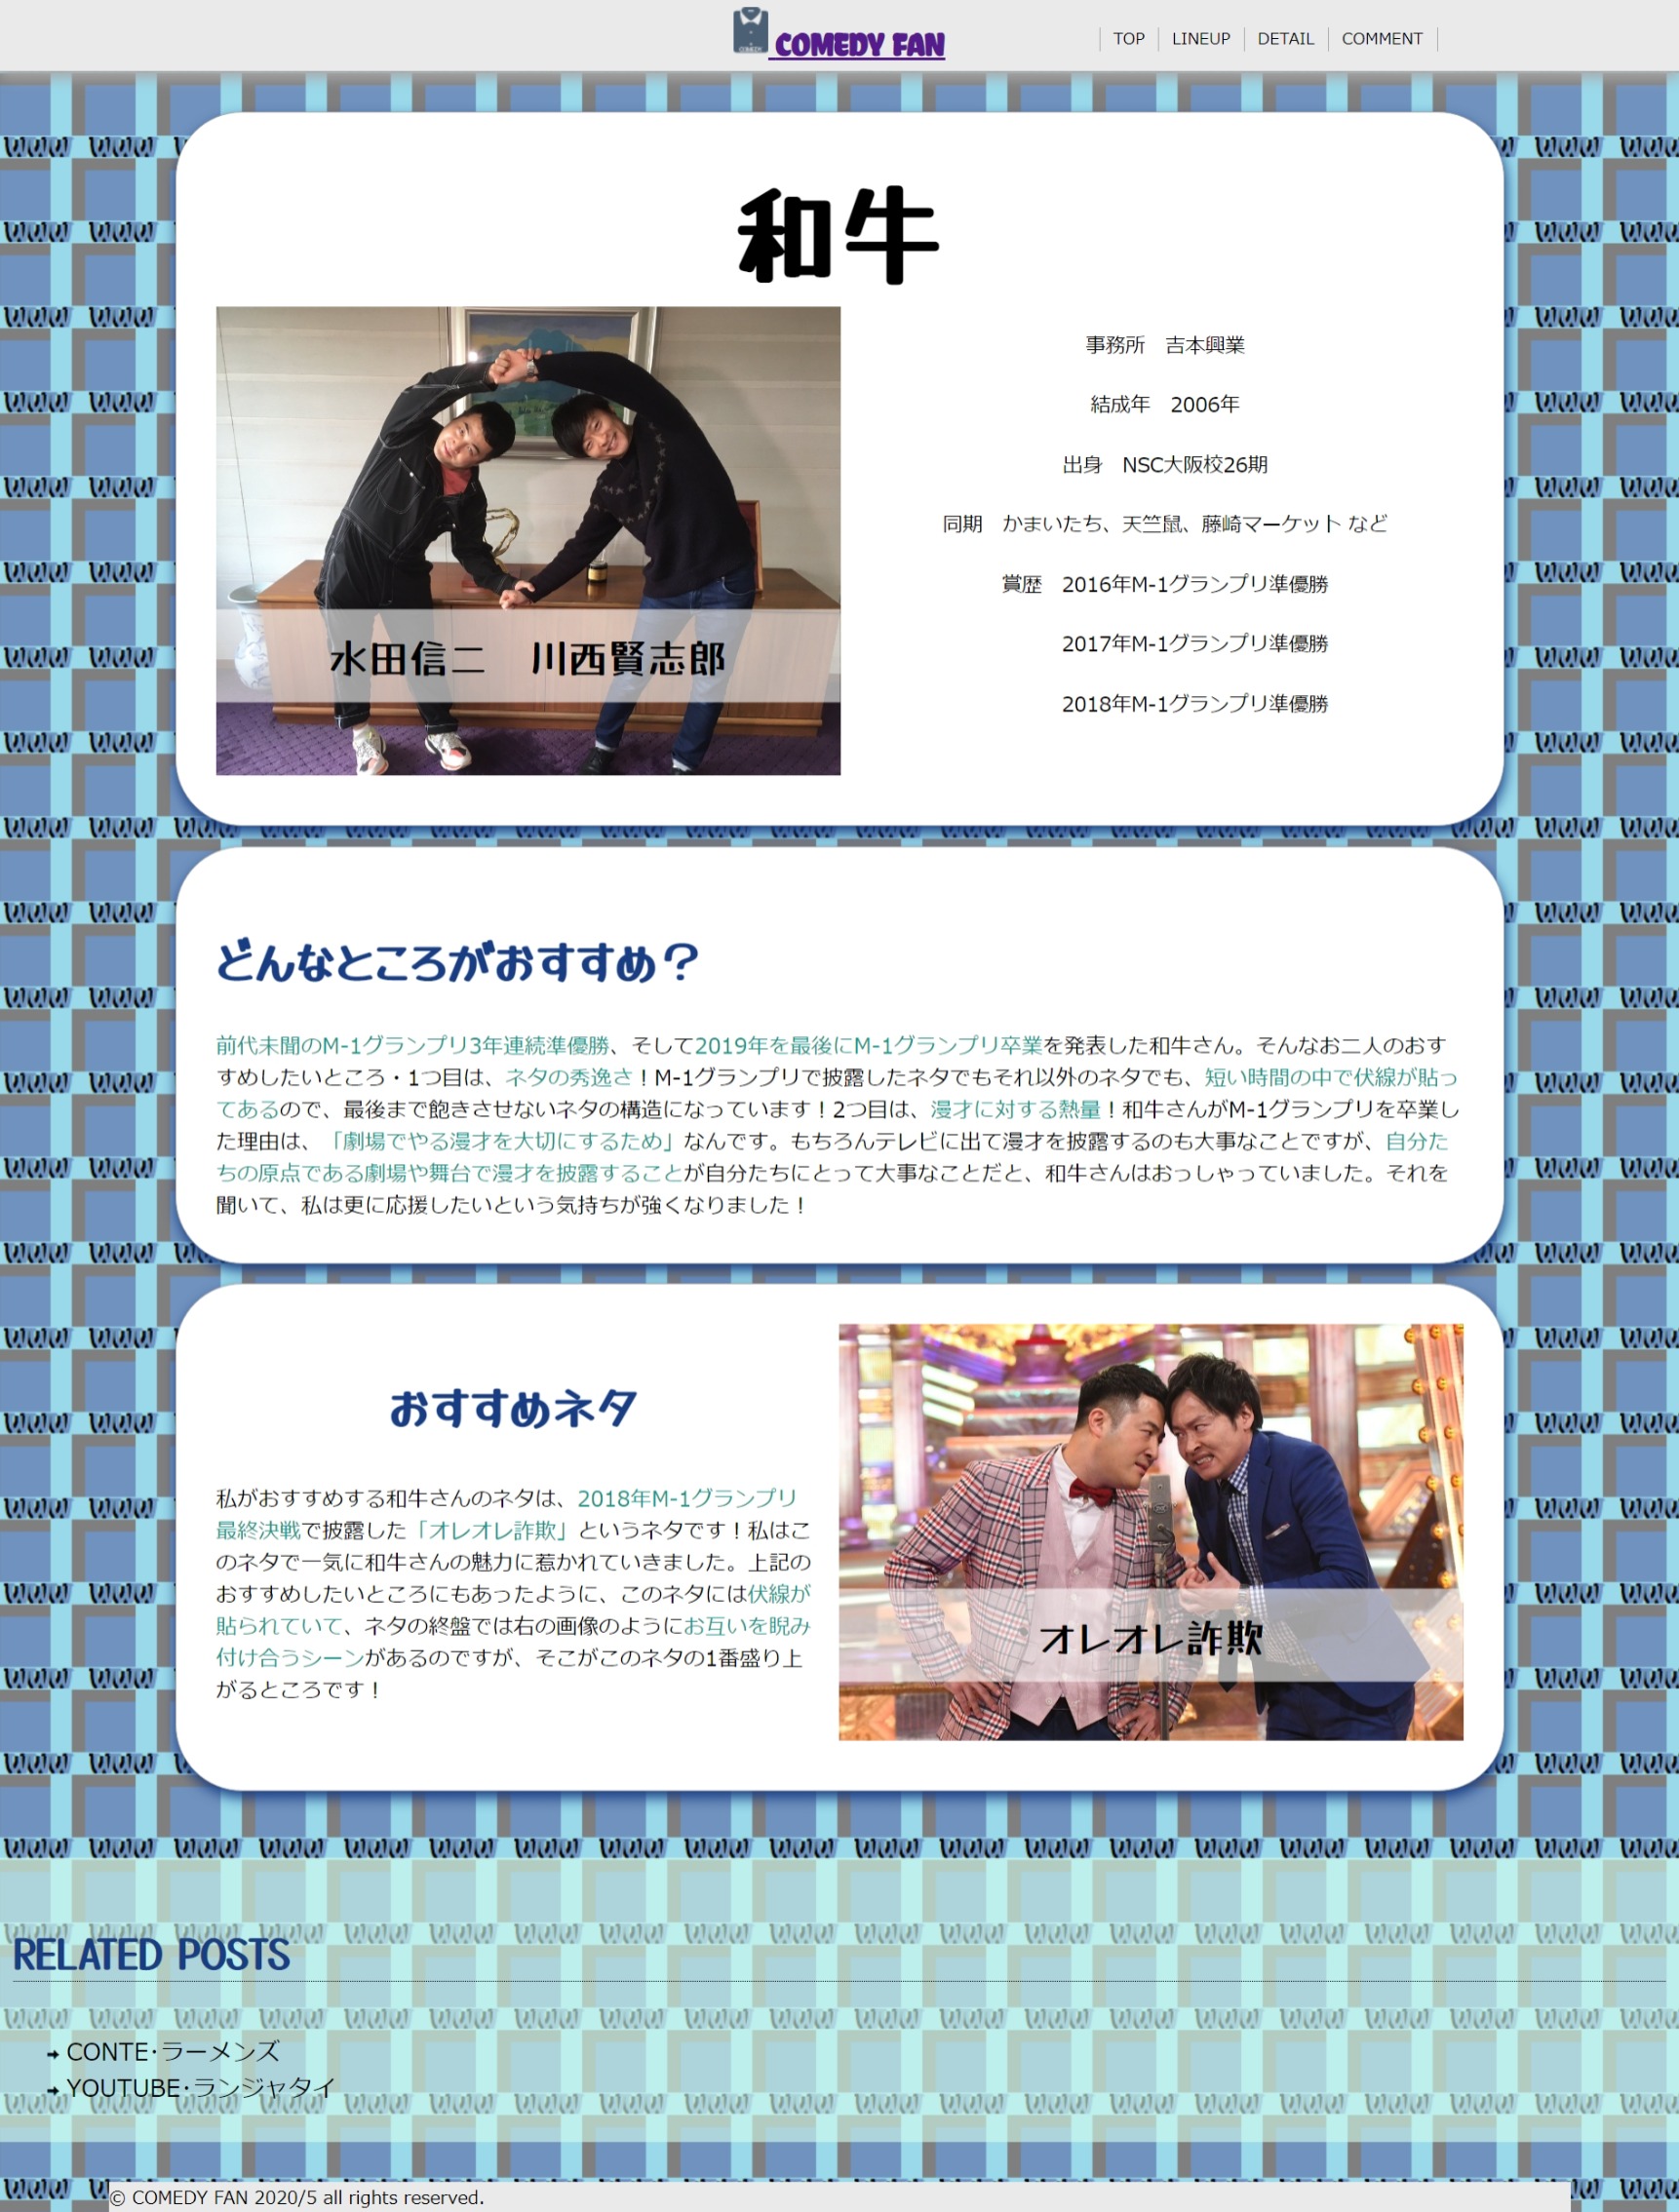 COMEDY FAN
TOP LINEUP DETAIL COMMENT
和牛
水田信二　川西賢志郎
事務所　吉本興業
結成年　2006年
出身　NSC大阪校26期
同期　かまいたち、天竺鼠、藤崎マーケット など
賞歴　2016年M-1グランプリ準優勝
2017年M-1グランプリ準優勝
2018年M-1グランプリ準優勝
どんなところがおすすめ？
前代未聞のM-1グランプリ3年連続準優勝、そして2019年を最後にM-1グランプリ卒業を発表した和牛さん。そんなお二人のおす
すめしたいところ・1つ目は、ネタの秀逸さ！M-1グランプリで披露したネタでもそれ以外のネタでも、短い時間の中で伏線が貼っ
てあるので、最後まで飽きさせないネタの構造になっています！2つ目は、漫才に対する熱量！和牛さんがM-1グランプリを卒業し
た理由は、「劇場でやる漫才を大切にするため」なんです。もちろんテレビに出て漫才を披露するのも大事なことですが、自分た
ちの原点である劇場や舞台で漫才を披露することが自分たちにとって大事なことだと、和牛さんはおっしゃっていました。それを
聞いて、私は更に応援したいという気持ちが強くなりました！
おすすめネタ
私がおすすめする和牛さんのネタは、2018年M-1グランプリ
最終決戦で披露した「オレオレ詐欺」というネタです！私はこ
のネタで一気に和牛さんの魅力に惹かれていきました。上記の
おすすめしたいところにもあったように、このネタには伏線が
貼られていて、ネタの終盤では右の画像のようにお互いを睨み
付け合うシーンがあるのですが、そこがこのネタの1番盛り上
がるところです！
オレオレ詐欺
RELATED POSTS
CONTE･ラーメンズ
YOUTUBE･ランジャタイ
© COMEDY FAN 2020/5 all rights reserved.